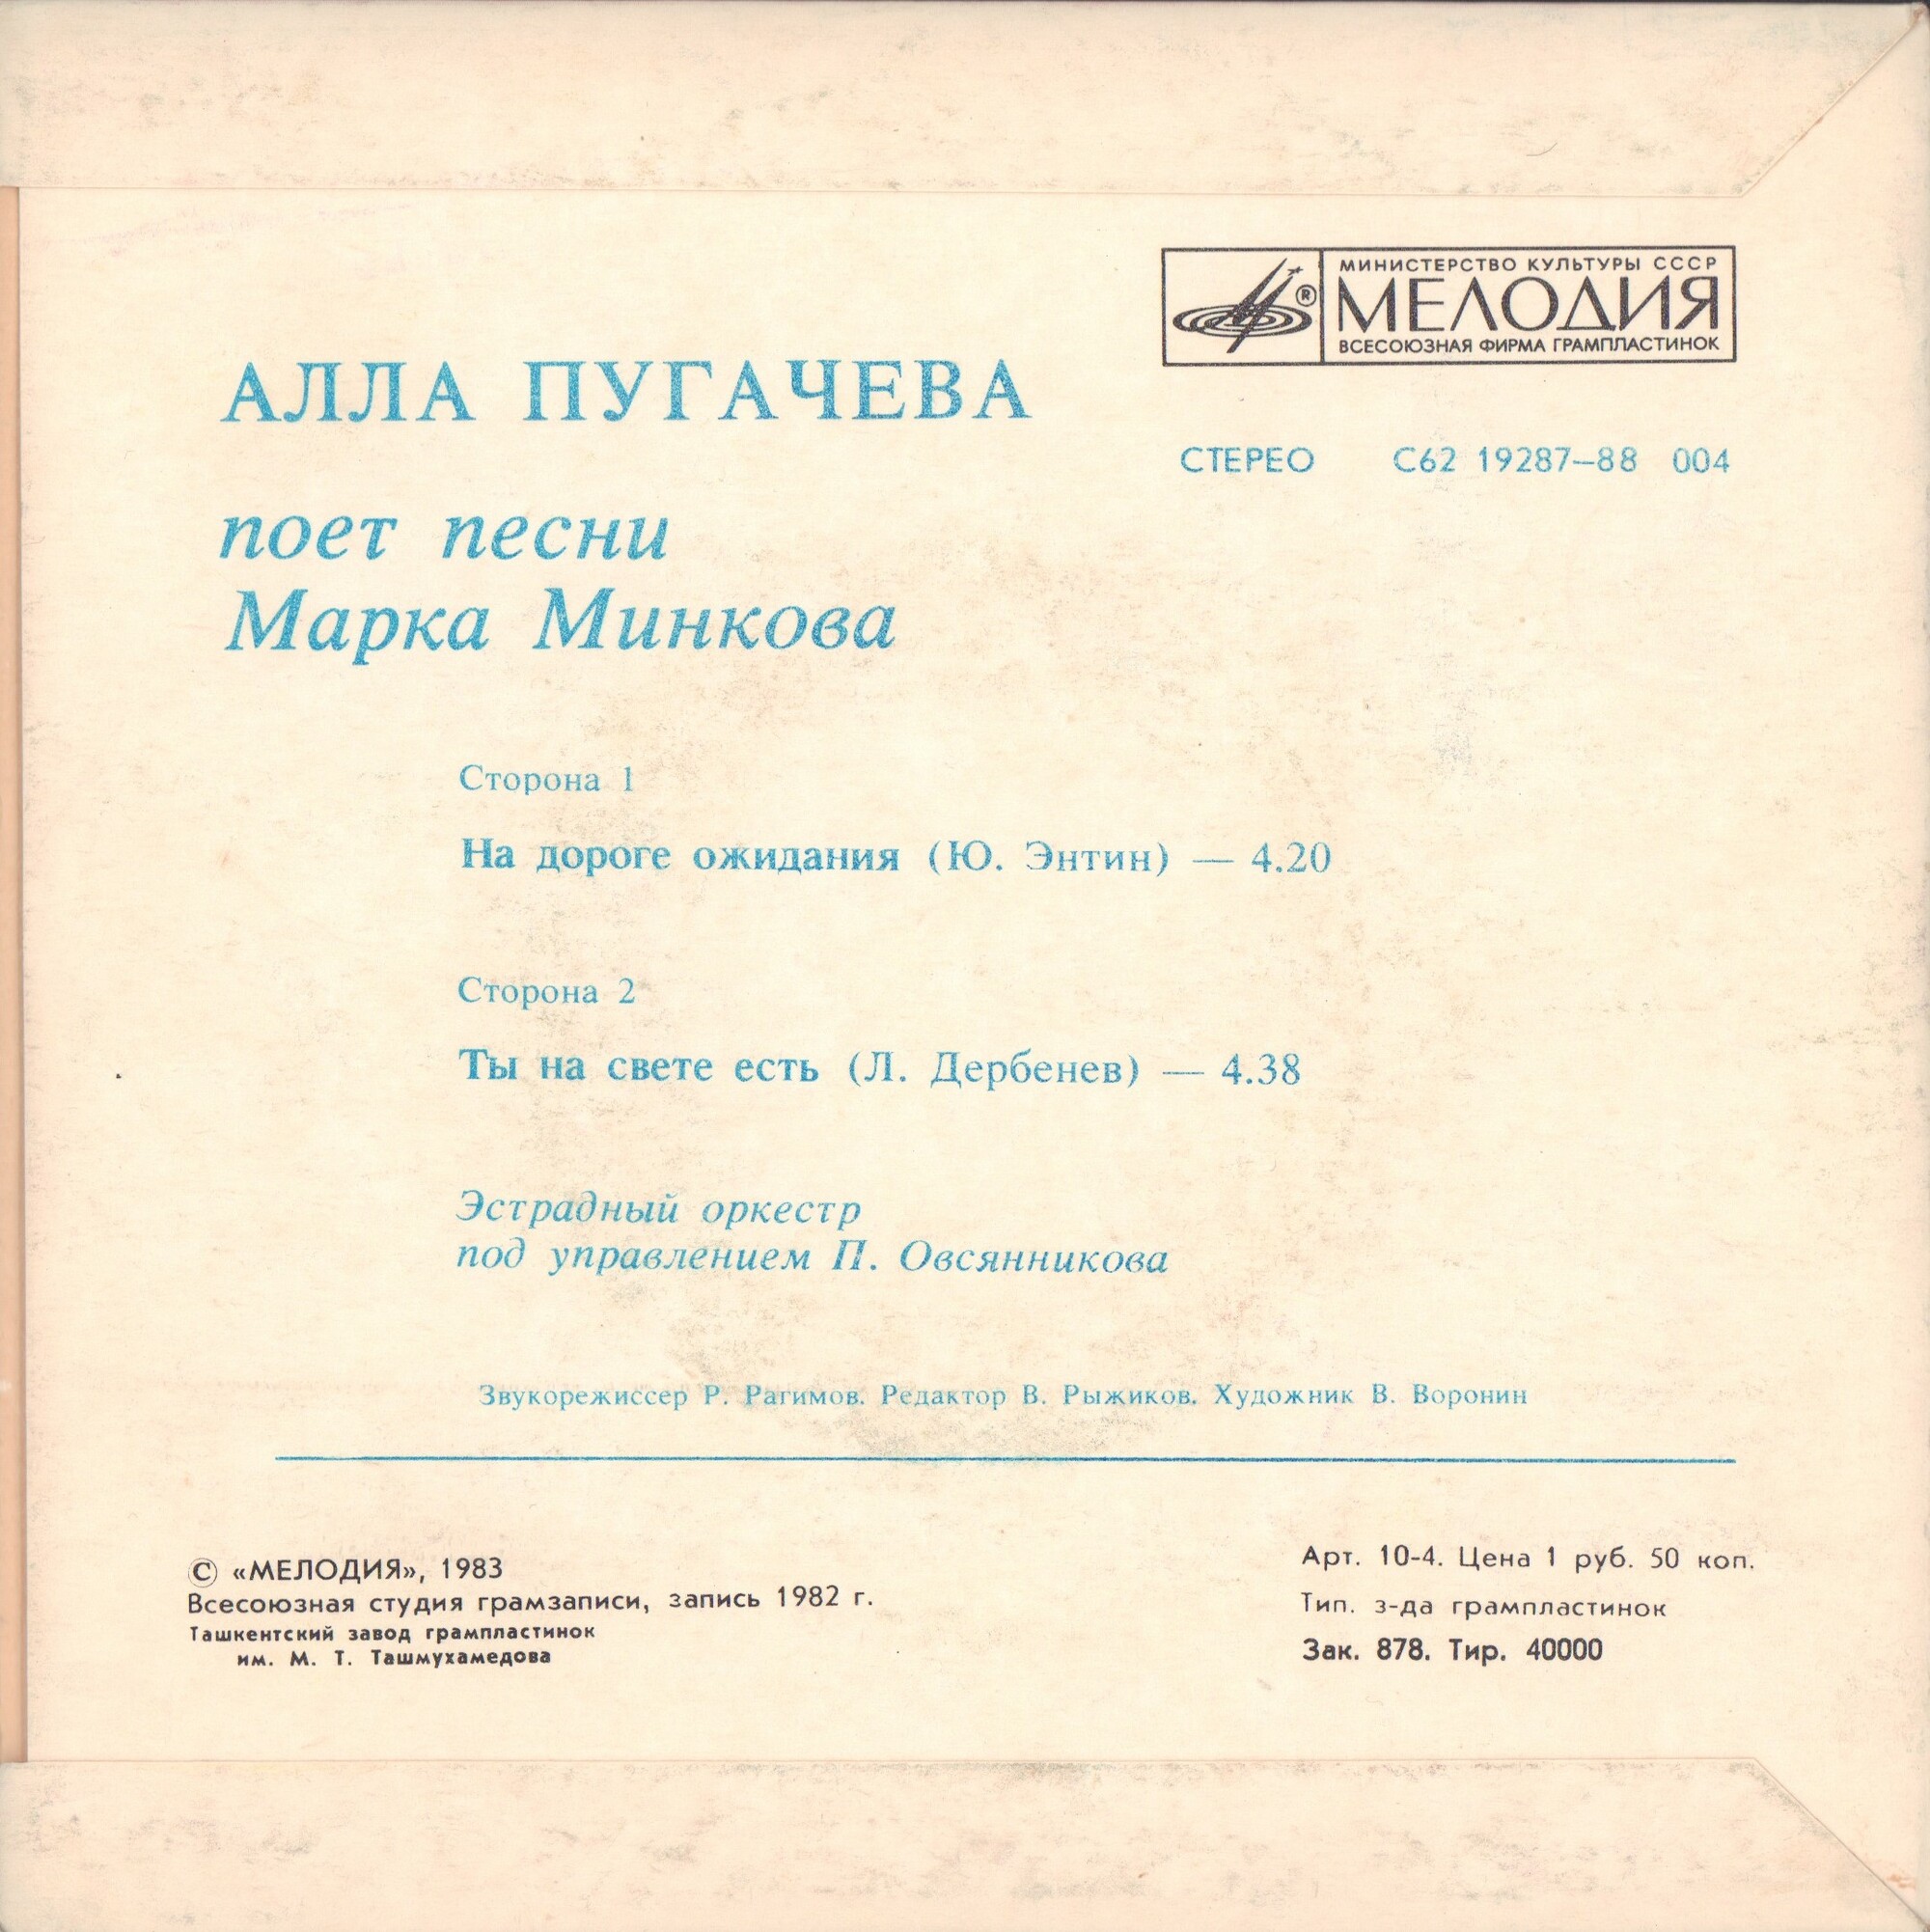 МИНИСТЕРСТВО КУЛЬТУРЫ СССР
МЕЛОДИЯ
®
ВСЕСОЮЗНАЯ ФИРМА ГРАМПЛАСТИНОК
АЛЛА ПУГАЧЕВА
СТЕРЕО С62 19287—88 004
поет песни
Марка Минкова
Сторона 1
На дороге ожидания (Ю. Энтин) — 4.20
Сторона 2
Ты на свете есть (Л. Дербенев) — 4.38
Эстрадный оркестр
под управлением П. Овсянникова
Звукорежиссер Р. Рагимов. Редактор В. Рыжиков. Художник В. Воронин
© «МЕЛОДИЯ», 1983
Всесоюзная студия грамзаписи, запись 1982 г.
Ташкентский завод грампластинок
им. М. Т. Ташмухамедова
Арт. 10-4. Цена 1 руб. 50 коп.
Тип. з-да грампластинок
Зак. 878. Тир. 40000